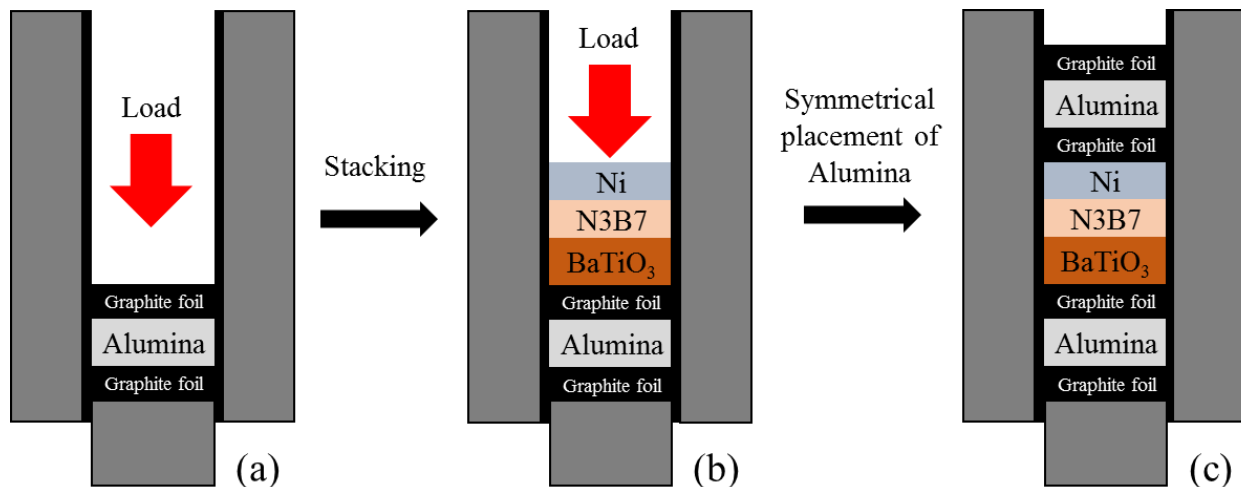 Load
Graphite foil
Alumina
Graphite foil
(a)
Stacking
Load
Ni
N3B7
BaTiO₃
Graphite foil
Alumina
Graphite foil
(b)
Symmetrical
placement of
Alumina
Graphite foil
Alumina
Graphite foil
Ni
N3B7
BaTiO₃
Graphite foil
Alumina
Graphite foil
(c)